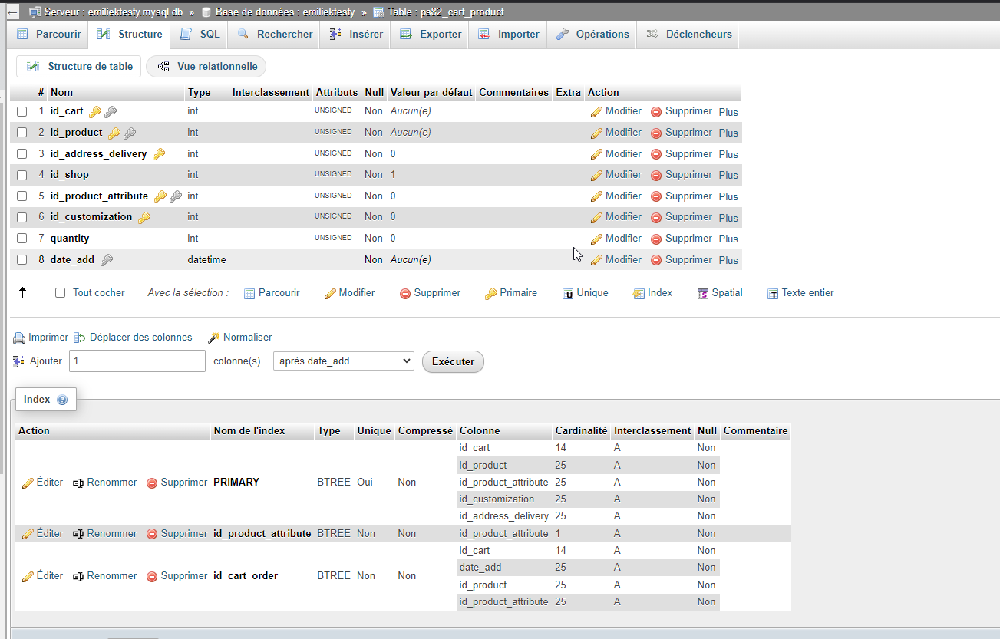 Serveur : emiliektesty.mysql.db » Base de données : emiliektesty » Table : ps82_cart_product
Parcourir Structure SQL Rechercher Insérer Exporter Importer Opérations Déclencheurs
Structure de table Vue relationnelle
# Nom Type Interclassement Attributs Null Valeur par défaut Commentaires Extra Action
1 id_cart int UNSIGNED Non Aucun(e) Modifier Supprimer Plus
2 id_product int UNSIGNED Non Aucun(e) Modifier Supprimer Plus
3 id_address_delivery int UNSIGNED Non 0 Modifier Supprimer Plus
4 id_shop int UNSIGNED Non 1 Modifier Supprimer Plus
5 id_product_attribute int UNSIGNED Non 0 Modifier Supprimer Plus
6 id_customization int UNSIGNED Non 0 Modifier Supprimer Plus
7 quantity int UNSIGNED Non 0 Modifier Supprimer Plus
8 date_add datetime Non Aucun(e) Modifier Supprimer Plus
Tout cocher Avec la sélection : Parcourir Modifier Supprimer Primaire Unique Index Spatial Texte entier
Imprimer Déplacer des colonnes Normaliser
Ajouter 1 colonne(s) après date_add Exécuter
Index
Action Nom de l'index Type Unique Compressé Colonne Cardinalité Interclassement Null Commentaire
id_cart 14 A Non
id_product 25 A Non
Éditer Renommer Supprimer PRIMARY BTREE Oui Non id_product_attribute 25 A Non
id_customization 25 A Non
id_address_delivery 25 A Non
Éditer Renommer Supprimer id_product_attribute BTREE Non Non id_product_attribute 1 A Non
id_cart 14 A Non
date_add 25 A Non
Éditer Renommer Supprimer id_cart_order BTREE Non Non
id_product 25 A Non
id_product_attribute 25 A Non